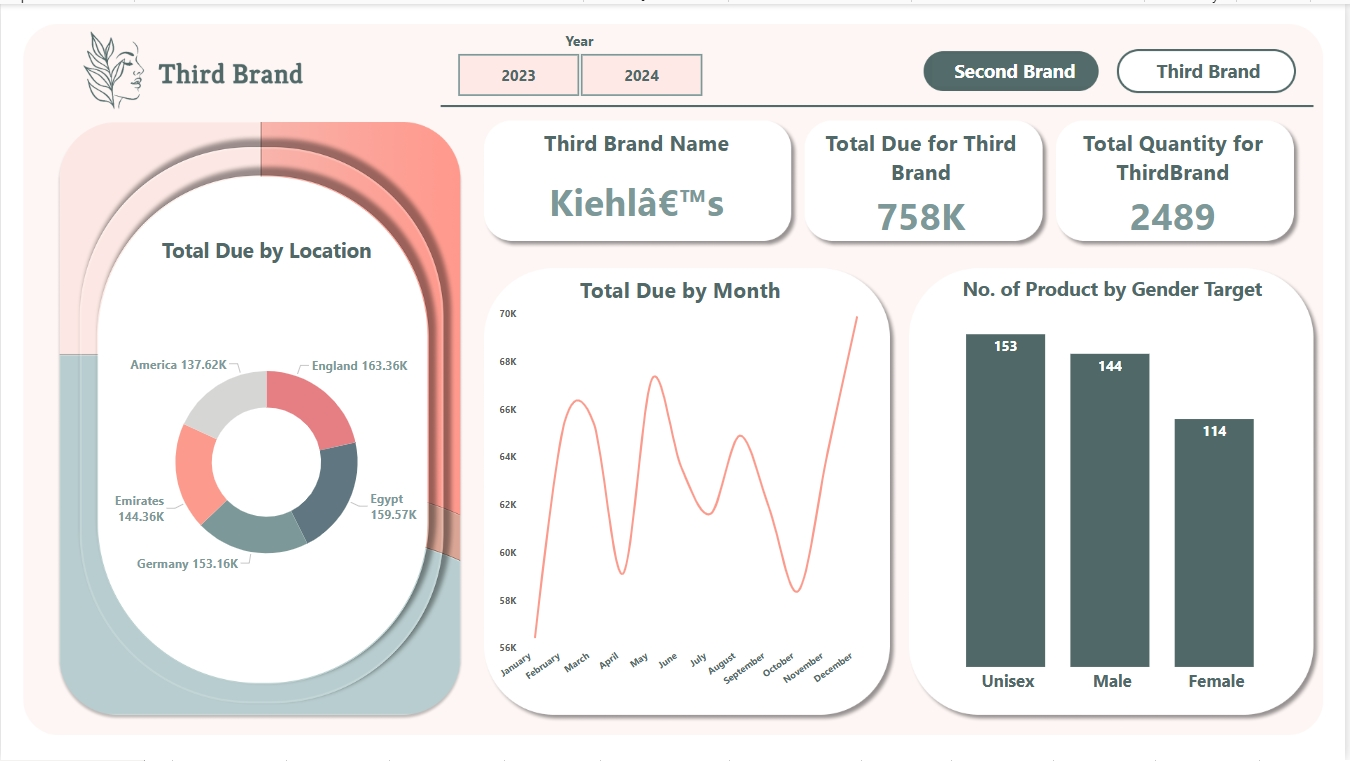 Third Brand
Year
2023
2024
Second Brand
Third Brand
Third Brand Name
Kiehlâ€™s
Total Due for Third
Brand
758K
Total Quantity for
ThirdBrand
2489
Total Due by Location
America 137.62K
England 163.36K
Emirates
144.36K
Egypt
159.57K
Germany 153.16K
Total Due by Month
70K
68K
66K
64K
62K
60K
58K
56K
January
February
March
April
May
June
July
August
September
October
November
December
No. of Product by Gender Target
153
144
114
Unisex
Male
Female